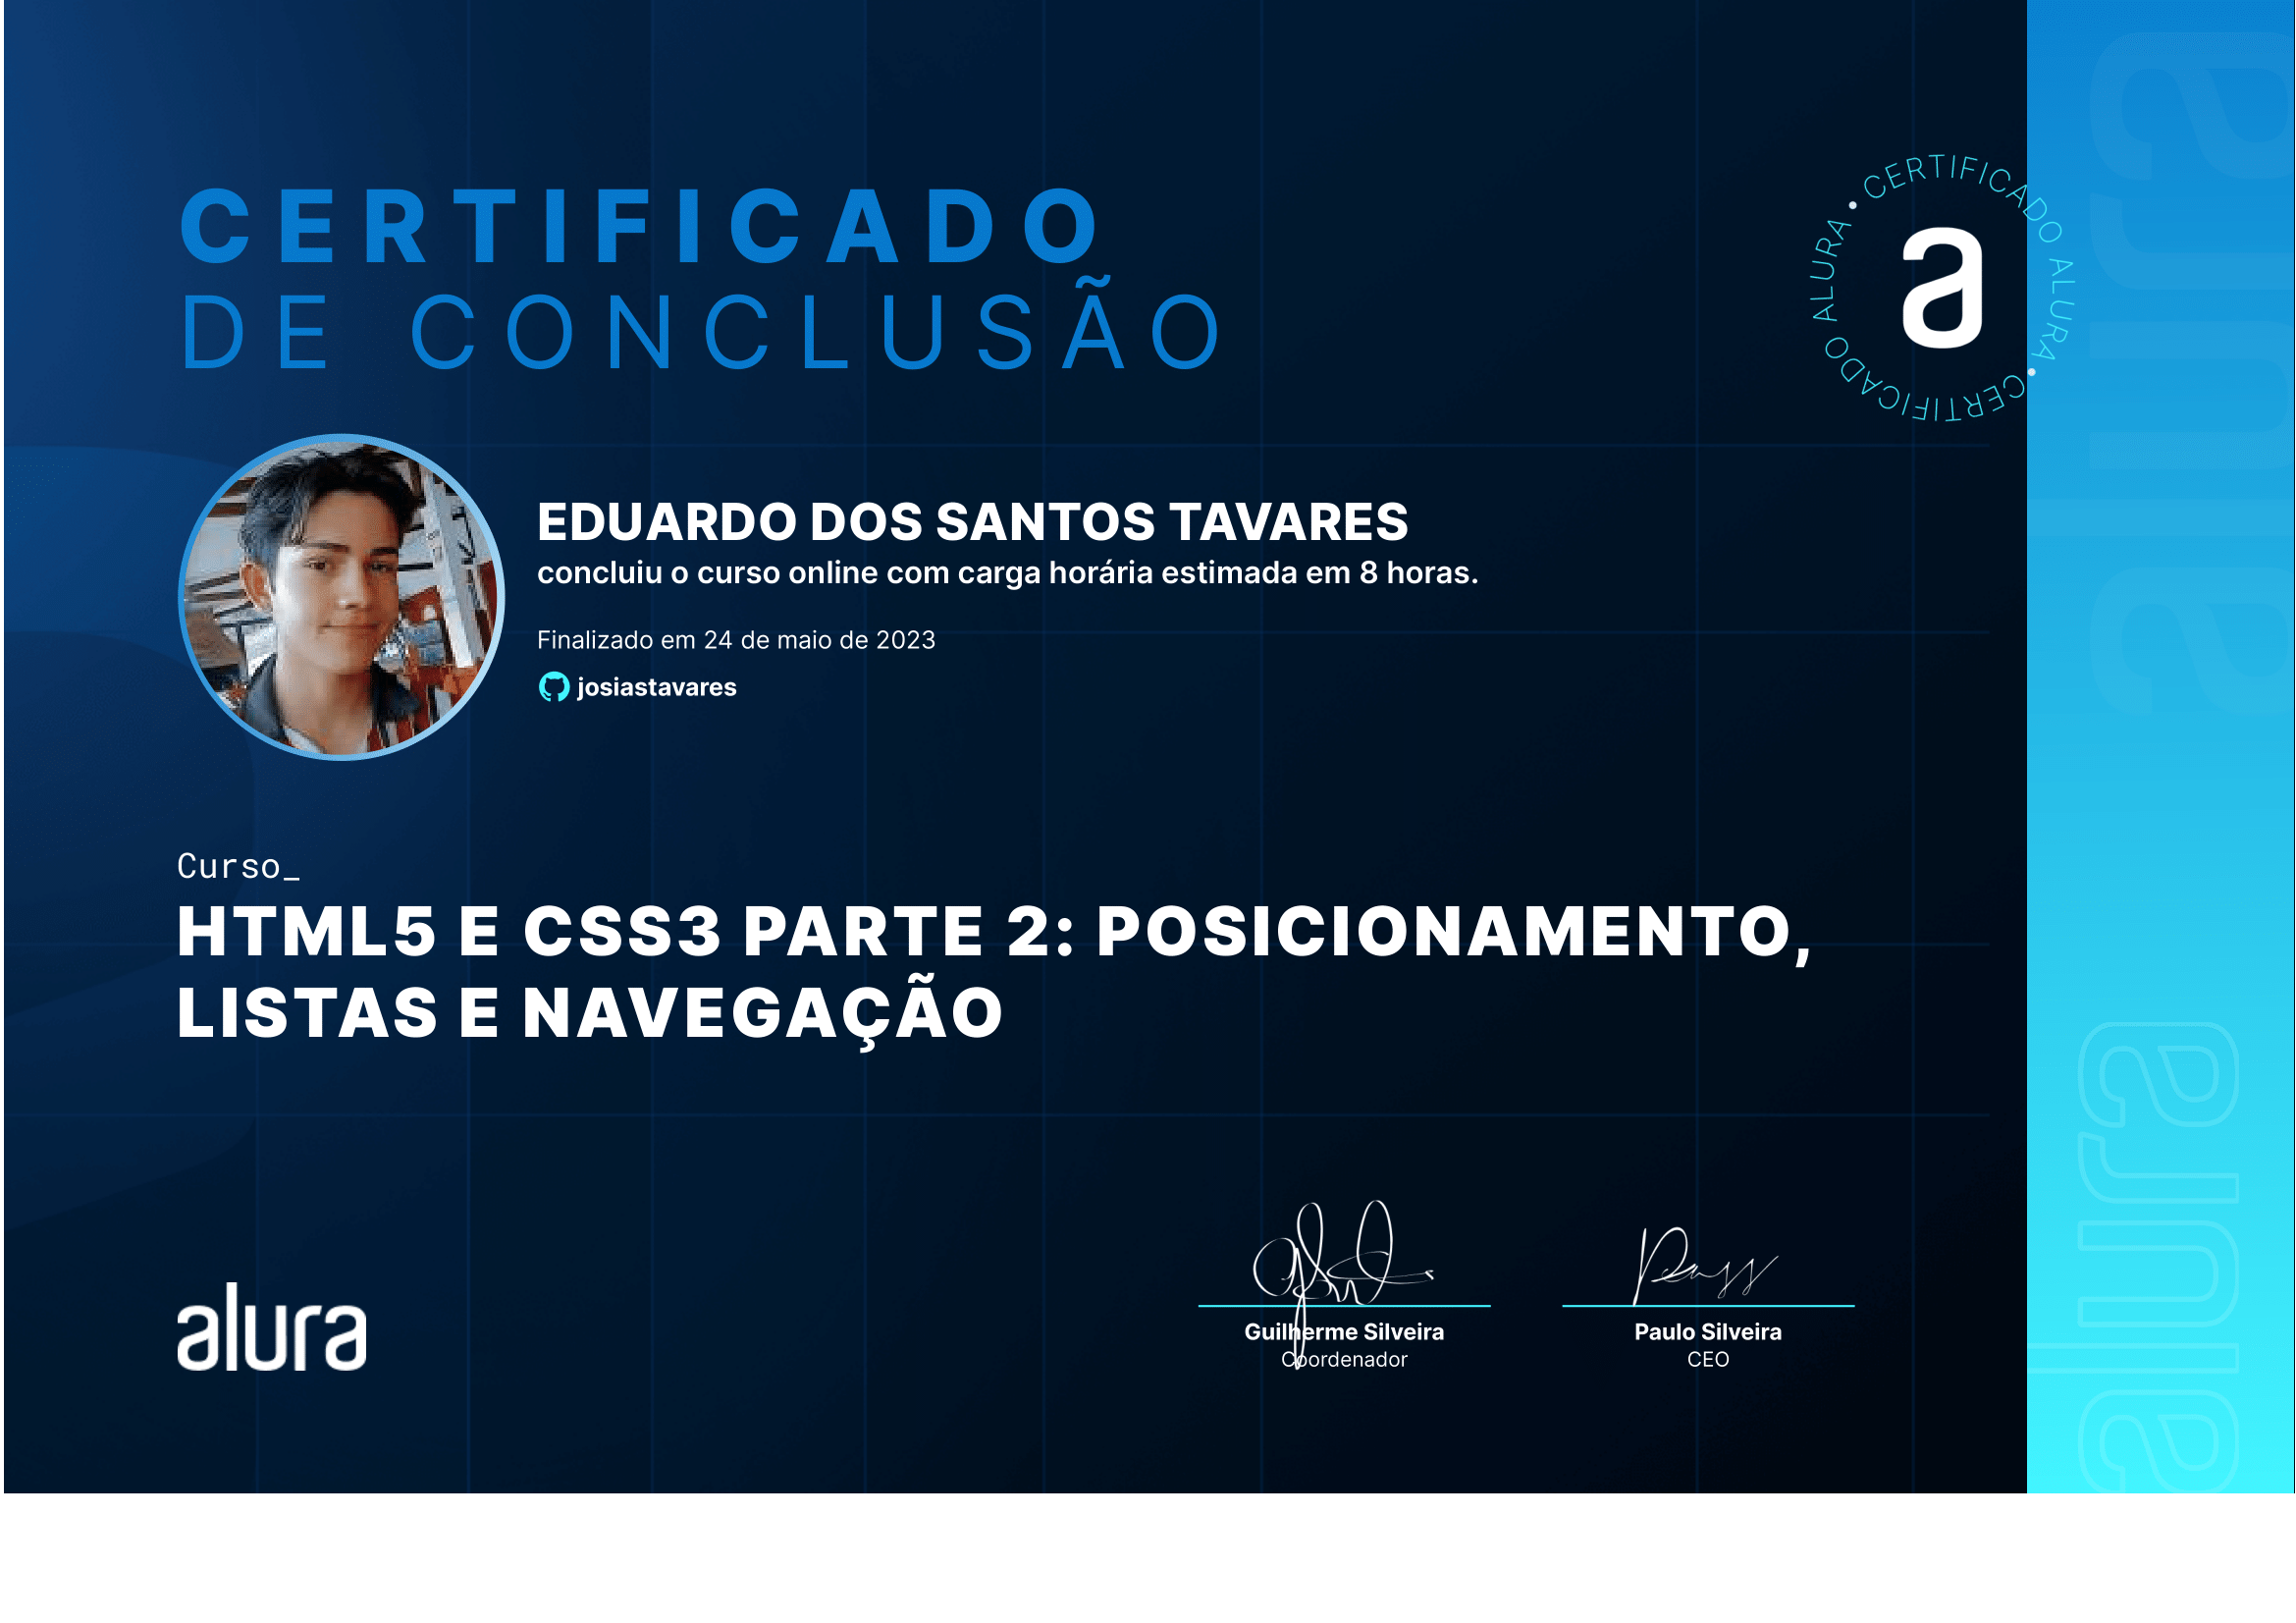 CERTIFICADO
DE CONCLUSÃO
CERTIFICADO ALURA • CERTIFICADO ALURA •
a
EDUARDO DOS SANTOS TAVARES
concluiu o curso online com carga horária estimada em 8 horas.
Finalizado em 24 de maio de 2023
josiastavares
Curso_
HTML5 E CSS3 PARTE 2: POSICIONAMENTO,
LISTAS E NAVEGAÇÃO
alura
Guilherme Silveira
Coordenador
Paulo Silveira
CEO
alura
alura